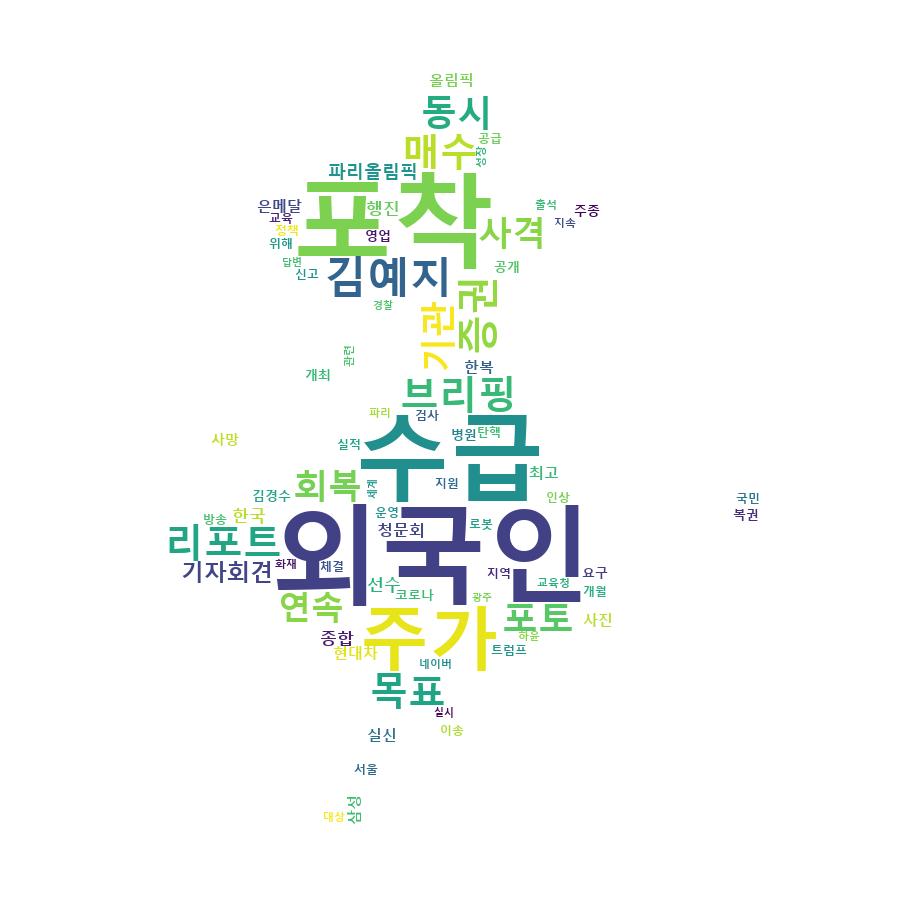 올림픽
동시
매수
공급
성장
파리올림픽
포착
은메달
행진
교육
사격
출석
주중
지속
정책
영업
위해
답변
신고
김예지
공개
경찰
증권
기관
관련
개최
한복
브리핑
파리
검사
사망
실적
수급
병원
탄핵
최고
회복
세계
지원
김경수
인상
국민
복권
방송
한국
운영
청문회
로봇
리포트
외국인
기자회견
화재
체결
지역
요구
선수
코로나
교육청
개월
광주
연속
주가
포토
사진
하윤
종합
현대차
네이버
트럼프
목표
실시
실신
이송
서울
삼성
대상